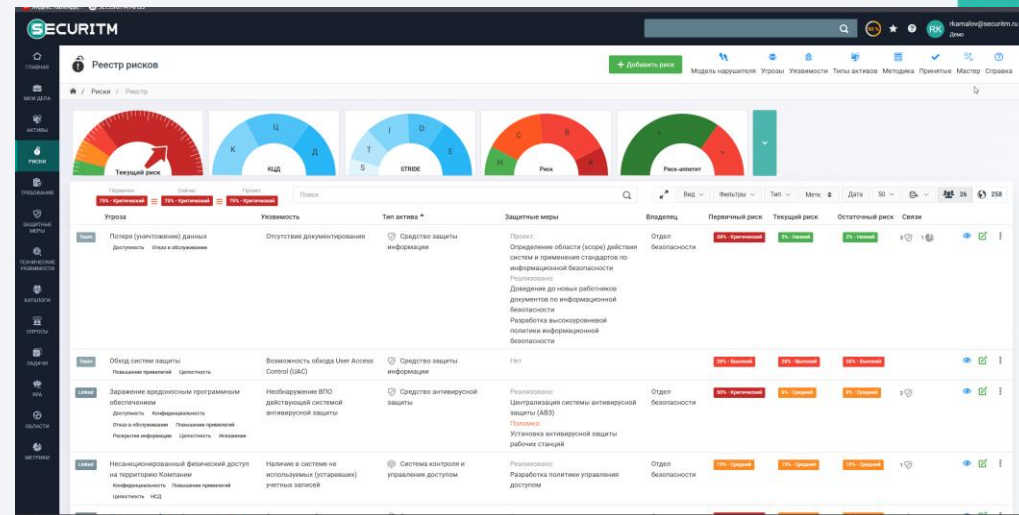 SECURITM
rkamalov@securitm.ru
RK
Демо
ГЛАВНАЯ
Реестр рисков
+ Добавить риск
Модель нарушителя Угрозы Уязвимости Типы активов Методика Принятые Мастер Справка
МОИ ДЕЛА
/ Риски / Реестр
АКТИВЫ
РИСКИ
ТРЕБОВАНИЯ
ЗАЩИТНЫЕ МЕРЫ
ТЕХНИЧЕСКИЕ УЯЗВИМОСТИ
КАТАЛОГИ
ОПРОСЫ
ЗАДАЧИ
RPA
ОБЛАСТИ
МЕТРИКИ
Текущий риск
К Ц Д
КЦД
S T I D E
STRIDE
Н С В К
Риск
< >
Риск-аппетит
Первичные Сейчас Проект
75% - Критический = 75% - Критический = 75% - Критический
Поиск
Вид Фильтры Тип Метк Дата 50 26 258
Угроза Уязвимость Тип актива Защитные меры Владелец Первичный риск Текущий риск Остаточный риск Связи
Team Потеря (уничтожение) данных
Доступность Отказ в обслуживании
Отсутствие документирования
Средство защиты
информации
Проект:
Определение области (scope) действия
систем и применения стандартов по
информационной безопасности
Реализовано:
Доведение до новых работников
документов по информационной
безопасности
Разработка высокоуровневой
политики информационной
безопасности
Отдел
безопасности
Team Обход систем защиты
Повышение привилегий Целостность
Возможность обхода User Access
Control (UAC)
Средство защиты
информации
Нет
Linked Заражение вредоносным программным
обеспечением
Доступность Конфиденциальность
Отказ в обслуживании Повышение привилегий
Раскрытие информации Целостность Искажение
Необнаружение ВПО
действующей системой
антивирусной защиты
Средство антивирусной
защиты
Реализовано:
Централизация системы антивирусной
защиты (АВЗ)
Поломка:
Установка антивирусной защиты
рабочих станций
Отдел
безопасности
Linked Несанкционированный физический доступ
на территорию Компании
Конфиденциальность Повышение привилегий
Целостность НСД
Наличие в системе не
используемых (устаревших)
учетных записей
Система контроля и
управления доступом
Реализовано:
Разработка политики управления
доступом
Отдел
безопасности